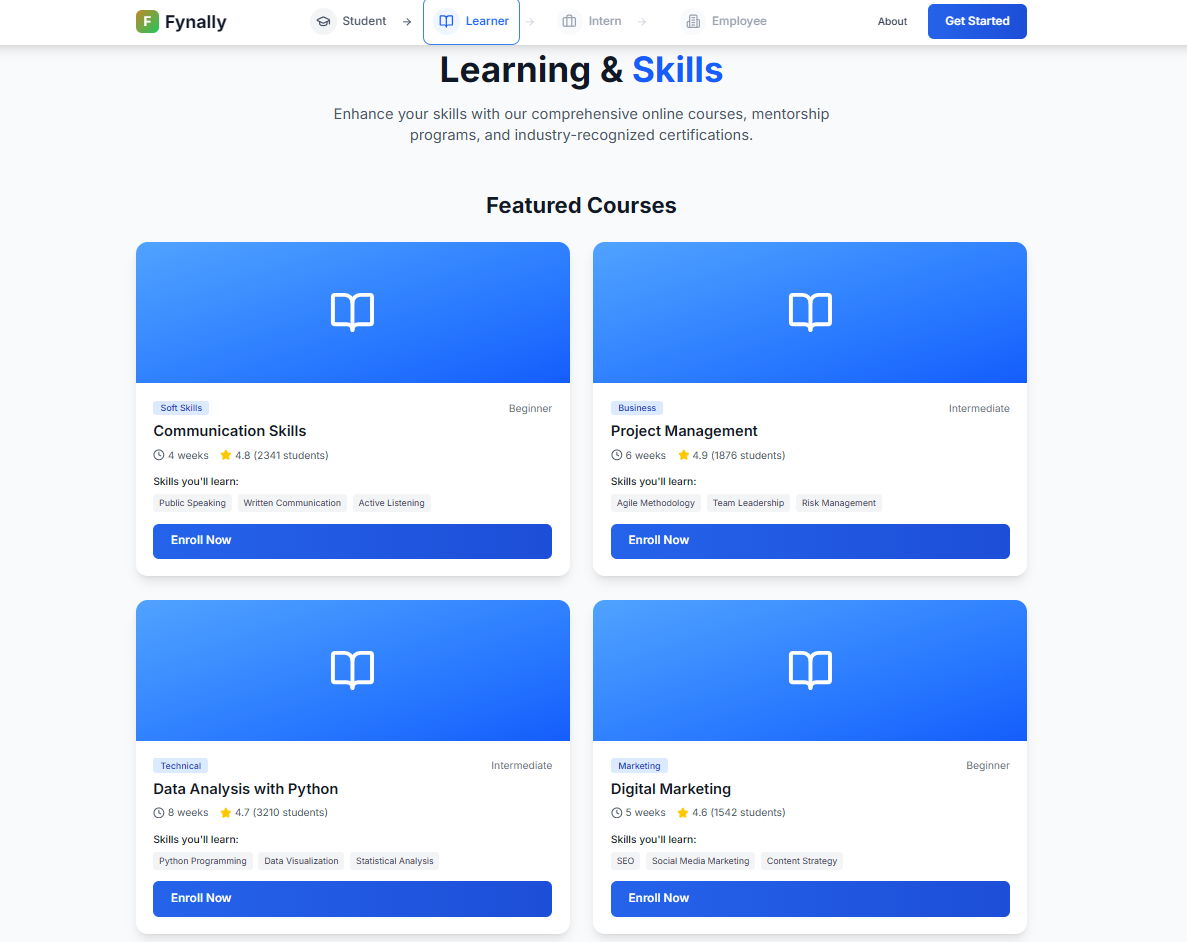 F Fynally Student Learner Intern Employee About Get Started
Learning & Skills
Enhance your skills with our comprehensive online courses, mentorship
programs, and industry-recognized certifications.
Featured Courses
Soft Skills Beginner
Communication Skills
4 weeks 4.8 (2341 students)
Skills you'll learn:
Public Speaking Written Communication Active Listening
Enroll Now
Business Intermediate
Project Management
6 weeks 4.9 (1876 students)
Skills you'll learn:
Agile Methodology Team Leadership Risk Management
Enroll Now
Technical Intermediate
Data Analysis with Python
8 weeks 4.7 (3210 students)
Skills you'll learn:
Python Programming Data Visualization Statistical Analysis
Enroll Now
Marketing Beginner
Digital Marketing
5 weeks 4.6 (1542 students)
Skills you'll learn:
SEO Social Media Marketing Content Strategy
Enroll Now